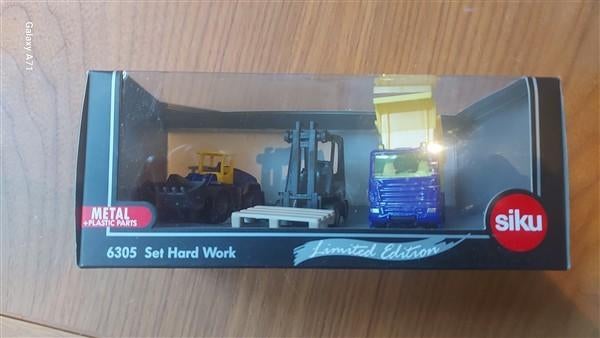 Galaxy A71
METAL
+PLASTIC PARTS
siku
6305 Set Hard Work
Limited Edition